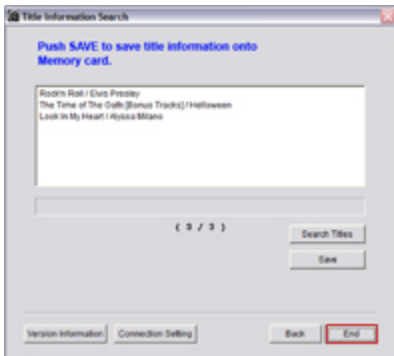 Title Information Search
Push SAVE to save title information onto
Memory card.
Rock'n Roll / Elvis Presley
The Time of The Oath [Bonus Tracks] / Helloween
Look In My Heart / Alyssa Milano
( 3 / 3 )
Search Titles
Save
Version Information
Connection Setting
Back
End